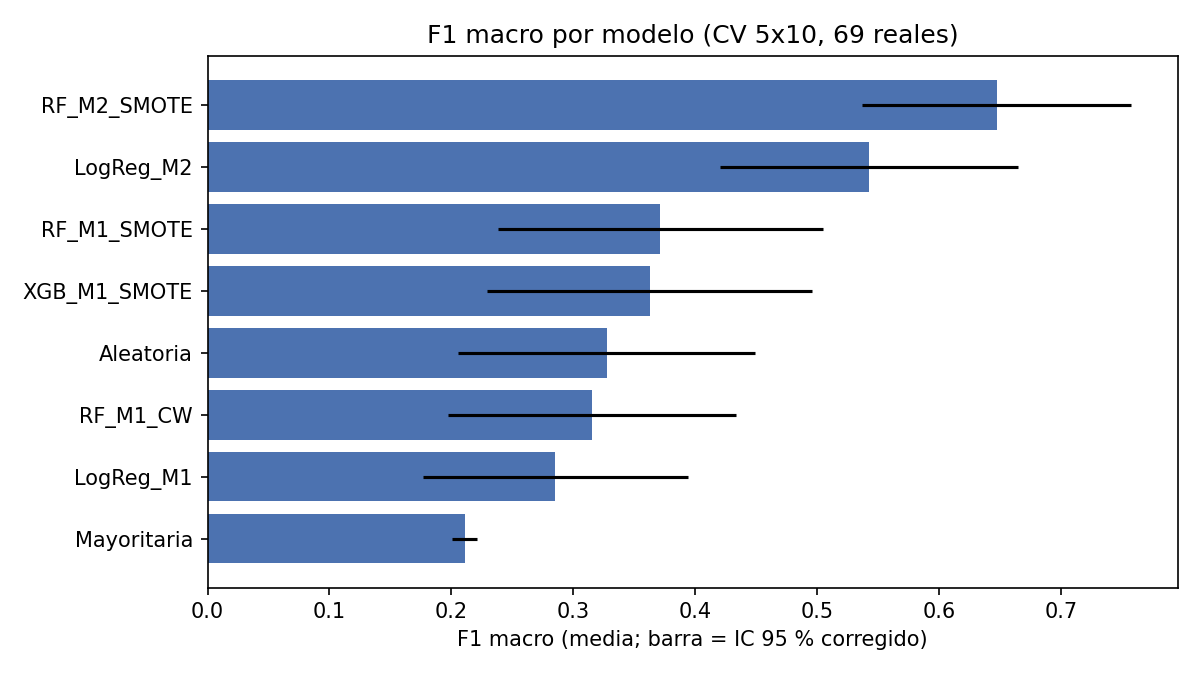 F1 macro por modelo (CV 5x10, 69 reales)
RF_M2_SMOTE
LogReg_M2
RF_M1_SMOTE
XGB_M1_SMOTE
Aleatoria
RF_M1_CW
LogReg_M1
Mayoritaria
0.0 0.1 0.2 0.3 0.4 0.5 0.6 0.7
F1 macro (media; barra = IC 95 % corregido)